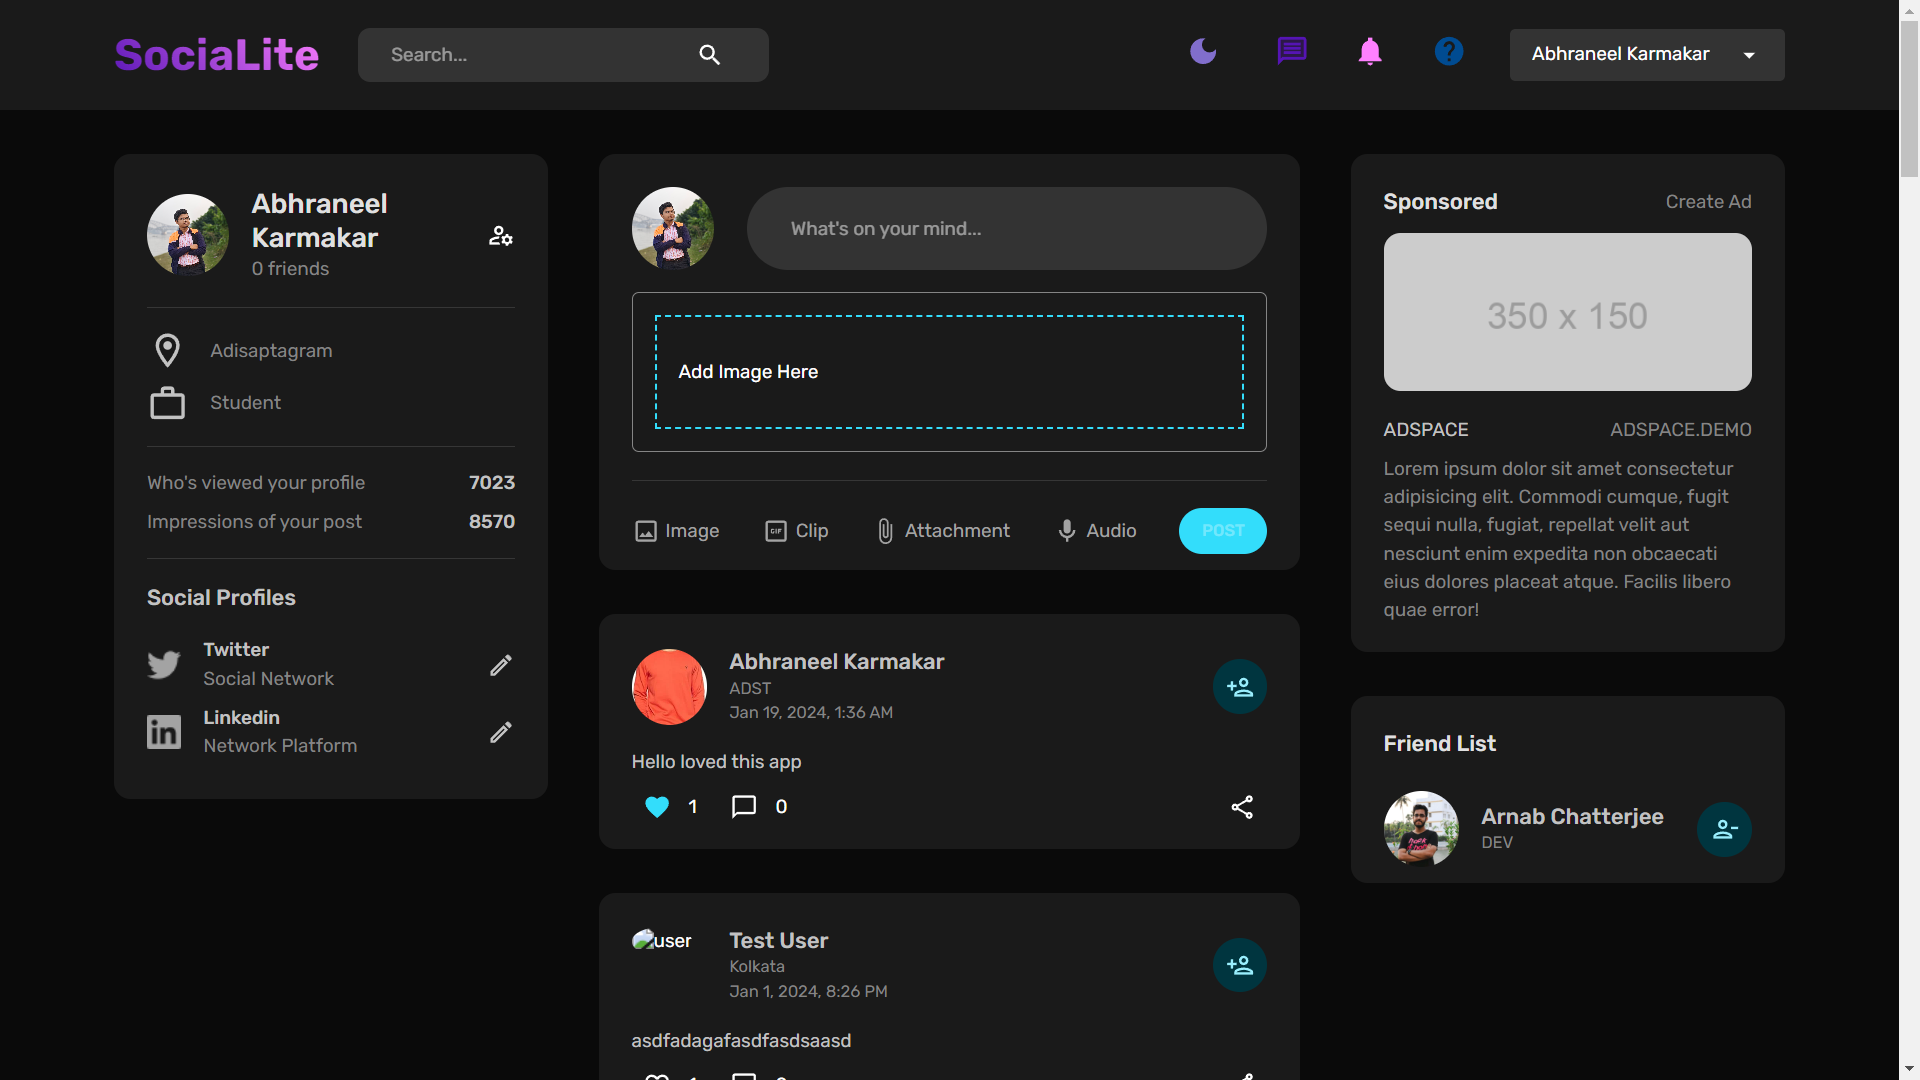 SociaLite
Search...
Abhraneel Karmakar
Abhraneel
Karmakar
0 friends
Adisaptagram
Student
Who's viewed your profile 7023
Impressions of your post 8570
Social Profiles
Twitter
Social Network
Linkedin
Network Platform
What's on your mind...
Add Image Here
Image
GIF Clip
Attachment
Audio
POST
Abhraneel Karmakar
ADST
Jan 19, 2024, 1:36 AM
Hello loved this app
1
0
user
Test User
Kolkata
Jan 1, 2024, 8:26 PM
asdfadagafasdfasdsaasd
Sponsored
Create Ad
350 x 150
ADSPACE
ADSPACE.DEMO
Lorem ipsum dolor sit amet consectetur
adipisicing elit. Commodi cumque, fugit
sequi nulla, fugiat, repellat velit aut
nesciunt enim expedita non obcaecati
eius dolores placeat atque. Facilis libero
quae error!
Friend List
Arnab Chatterjee
DEV